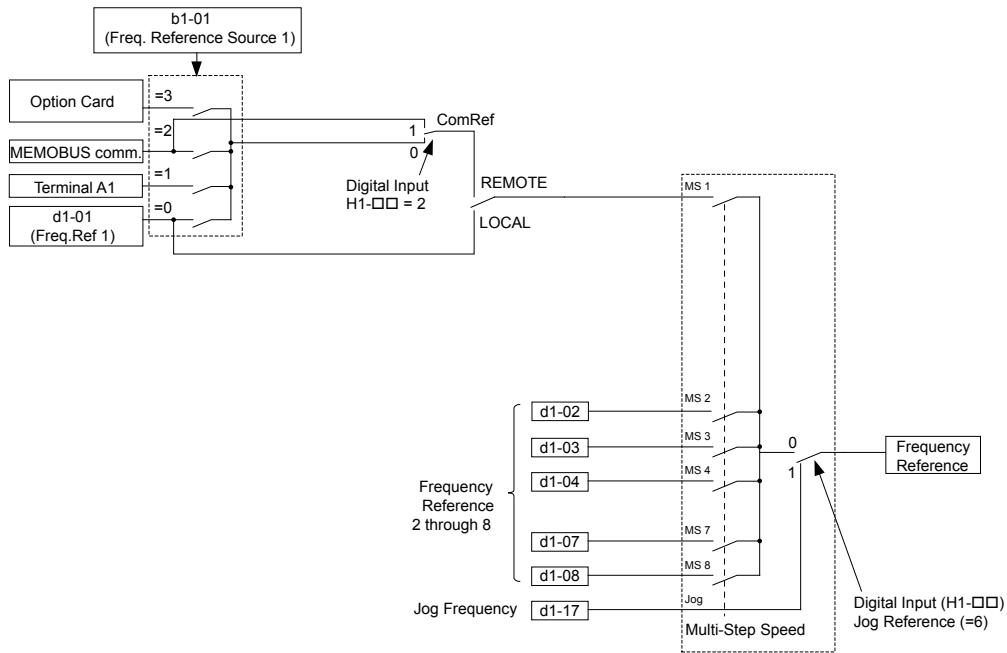 b1-01
(Freq. Reference Source 1)
Option Card
=3
=2
MEMOBUS comm.
=1
Terminal A1
=0
d1-01
(Freq.Ref 1)
ComRef
1
0
Digital Input
H1-□□ = 2
REMOTE
LOCAL
MS 1
MS 2
d1-02
MS 3
d1-03
MS 4
d1-04
Frequency
Reference
2 through 8
MS 7
d1-07
MS 8
d1-08
Jog
Jog Frequency
d1-17
Multi-Step Speed
0
1
Frequency
Reference
Digital Input (H1-□□)
Jog Reference (=6)